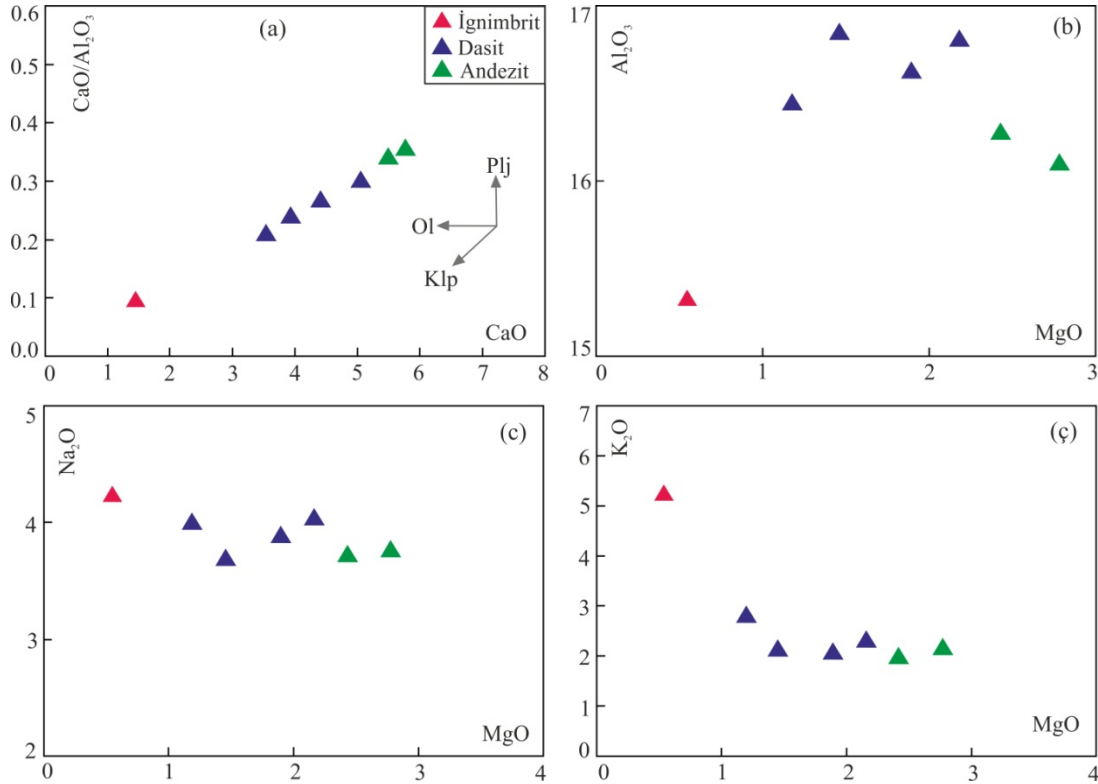 0.6
0.5
0.4
0.3
0.2
0.1
0.0
CaO/Al₂O₃
(a)
İgnimbrit
Dasit
Andezit
Plj
Ol
Klp
CaO
1 2 3 4 5 6 7 8
17
16
15
Al₂O₃
(b)
MgO
0 1 2 3
5
4
3
2
Na₂O
(c)
MgO
0 1 2 3 4
7
6
5
4
3
2
1
0
K₂O
(ç)
MgO
0 1 2 3 4